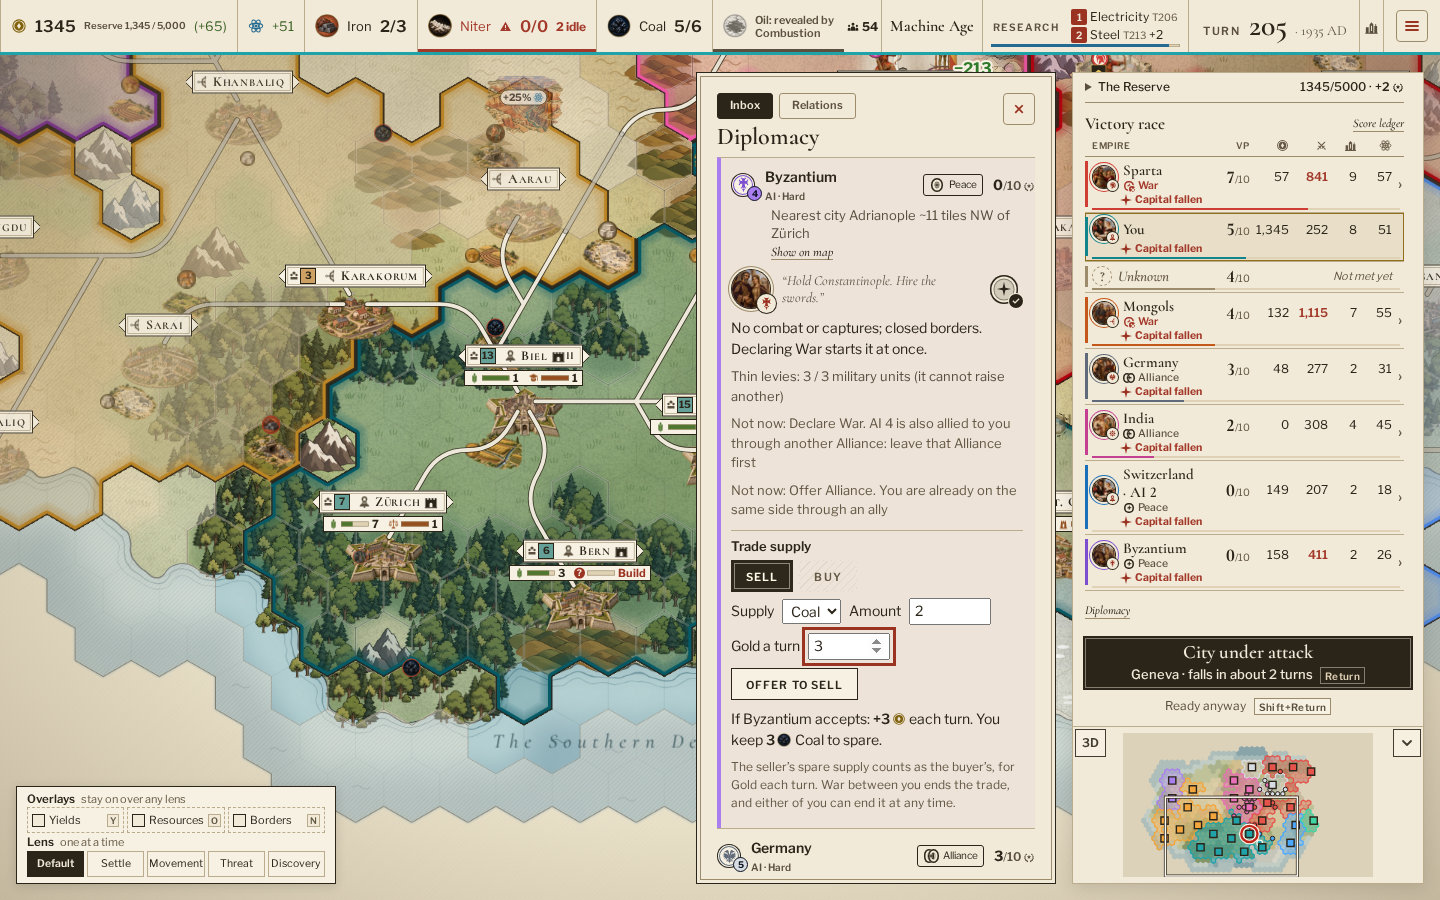 1345 Reserve 1,345 / 5,000 (+65)
+51
Iron 2/3
Niter 0/0 2 idle
Coal 5/6
Oil: revealed by
Combustion
54
Machine Age
RESEARCH
1 Electricity T206
2 Steel T213 +2
TURN 205 · 1935 AD
KHANBALIQ
+25%
AARAU
3 KARAKORUM
SARAI
13 BIEL II
1 1
15
7 ZÜRICH
7 1
6 BERN
3 ? Build
The Southern De
-213
Inbox
Relations
×
Diplomacy
Byzantium
4
AI · Hard
Peace
0/10
Nearest city Adrianople ~11 tiles NW of
Zürich
Show on map
“Hold Constantinople. Hire the
swords.”
No combat or captures; closed borders.
Declaring War starts it at once.
Thin levies: 3 / 3 military units (it cannot raise
another)
Not now: Declare War. AI 4 is also allied to you
through another Alliance: leave that Alliance
first
Not now: Offer Alliance. You are already on the
same side through an ally
Trade supply
SELL
BUY
Supply Coal Amount 2
Gold a turn 3
OFFER TO SELL
If Byzantium accepts: +3 each turn. You
keep 3 Coal to spare.
The seller’s spare supply counts as the buyer’s, for
Gold each turn. War between you ends the trade,
and either of you can end it at any time.
Germany
5
AI · Hard
Alliance
3/10
The Reserve 1345/5000 · +2
Victory race Score ledger
EMPIRE VP
Sparta 7/10 57 841 9 57
War
Capital fallen
You 5/10 1,345 252 8 51
Capital fallen
? Unknown 4/10 Not met yet
Mongols 4/10 132 1,115 7 55
War
Capital fallen
Germany 3/10 48 277 2 31
Alliance
Capital fallen
India 2/10 0 308 4 45
Alliance
Capital fallen
Switzerland
· AI 2 0/10 149 207 2 18
Peace
Capital fallen
Byzantium 0/10 158 411 2 26
Peace
Capital fallen
Diplomacy
City under attack
Geneva · falls in about 2 turns Return
Ready anyway Shift+Return
3D
Overlays stay on over any lens
Yields Y
Resources O
Borders N
Lens one at a time
Default
Settle
Movement
Threat
Discovery